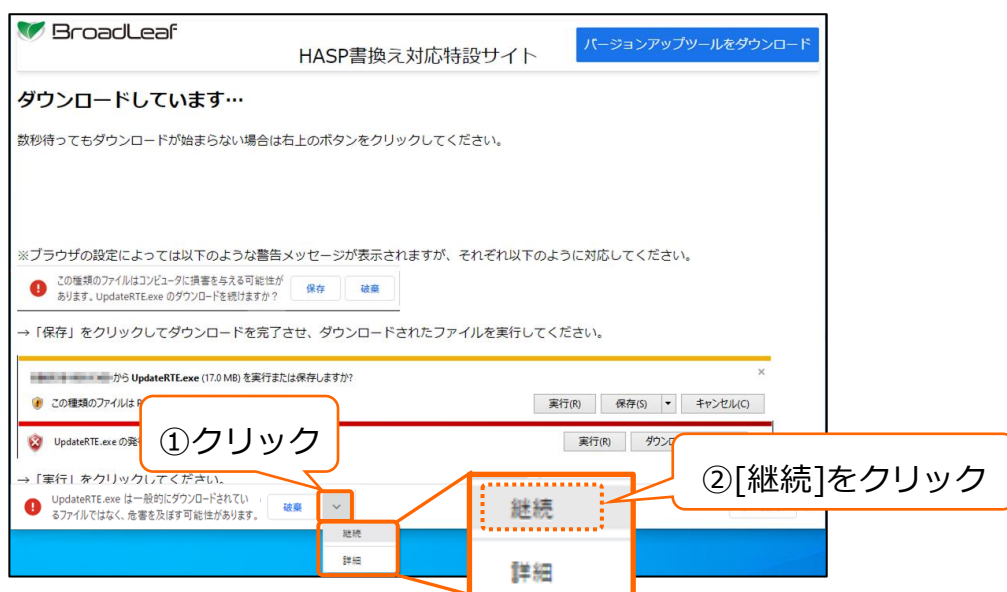 BroadLeaf
HASP書換え対応特設サイト
バージョンアップツールをダウンロード
ダウンロードしています…
数秒待ってもダウンロードが始まらない場合は右上のボタンをクリックしてください。
※ブラウザの設定によっては以下のような警告メッセージが表示されますが、それぞれ以下のように対応してください。
この種類のファイルはコンピュータに損害を与える可能性が
あります。UpdateRTE.exe のダウンロードを続けますか？
保存
破棄
→「保存」をクリックしてダウンロードを完了させ、ダウンロードされたファイルを実行してください。
から UpdateRTE.exe (17.0 MB) を実行または保存しますか?
この種類のファイルは
実行(R)
保存(S)
キャンセル(C)
UpdateRTE.exe の発
実行(R)
ダウンロ
①クリック
②[継続]をクリック
→「実行」をクリックしてください。
UpdateRTE.exe は一般的にダウンロードされてい
るファイルではなく、危害を及ぼす可能性があります。
破棄
継続
詳細
継続
詳細